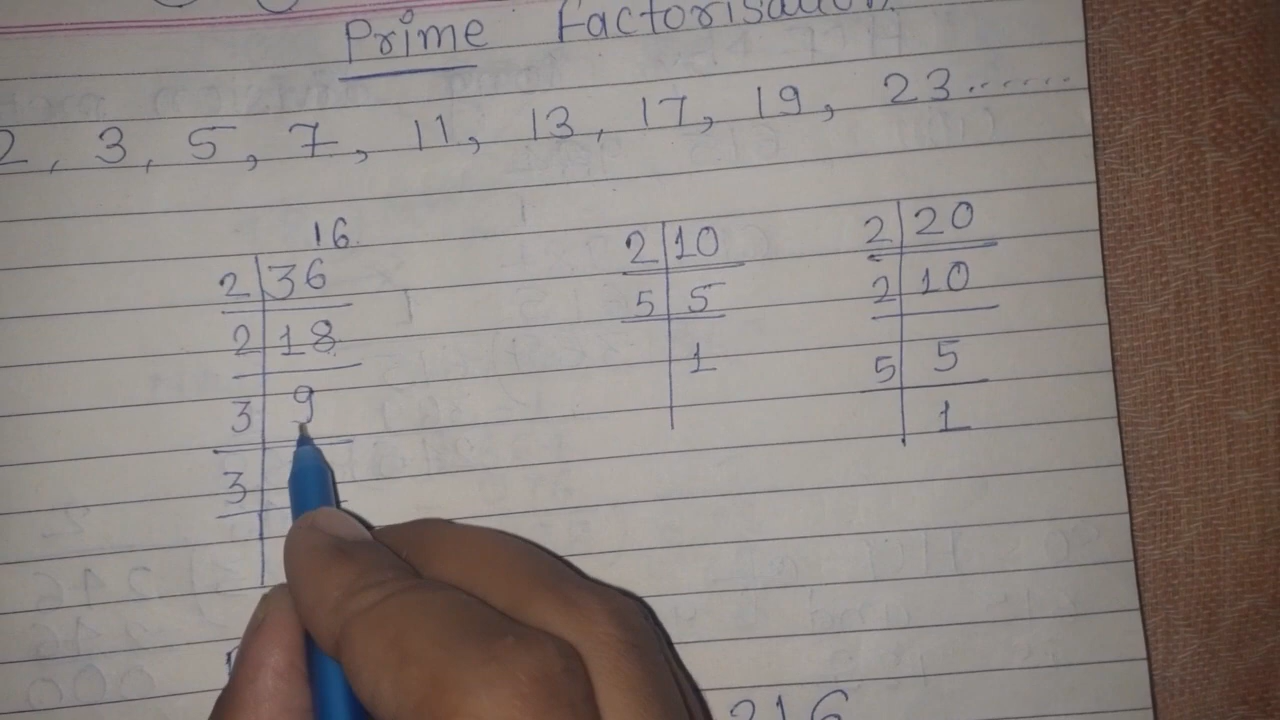 Prime Factorisation
2, 3, 5, 7, 11, 13, 17, 19, 23......
16
2 | 36
2 | 18
3 | 9
3 |
2 | 10
5 | 5
1
2 | 20
2 | 10
5 | 5
1
216